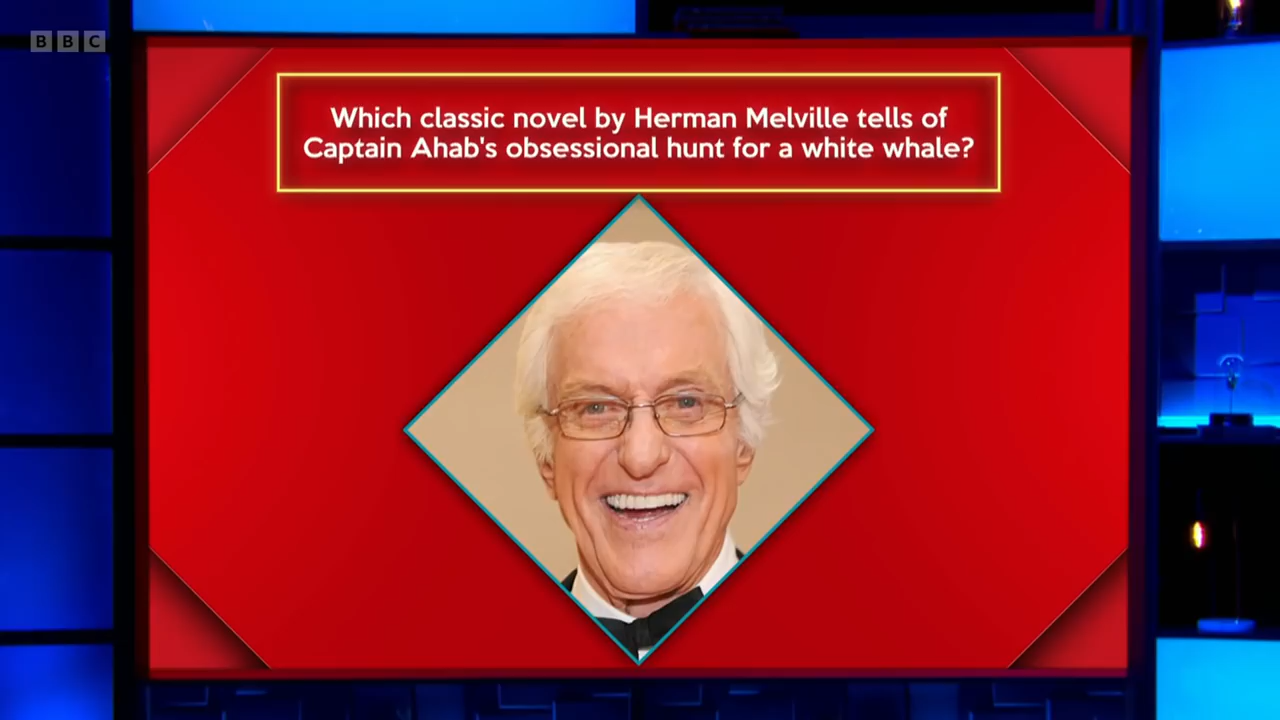 BBC
Which classic novel by Herman Melville tells of
Captain Ahab's obsessional hunt for a white whale?